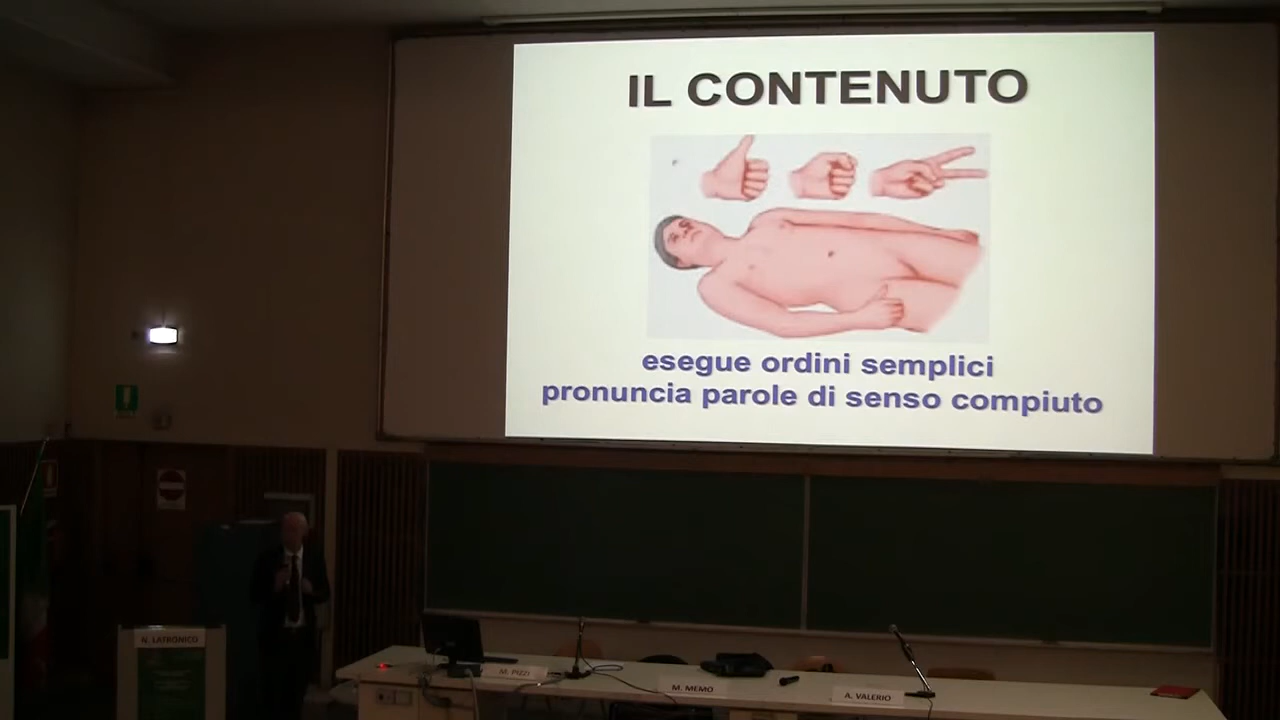 IL CONTENUTO
esegue ordini semplici
pronuncia parole di senso compiuto
N. LATRONICO
M. PIZZI
M. MEMO
A. VALERIO